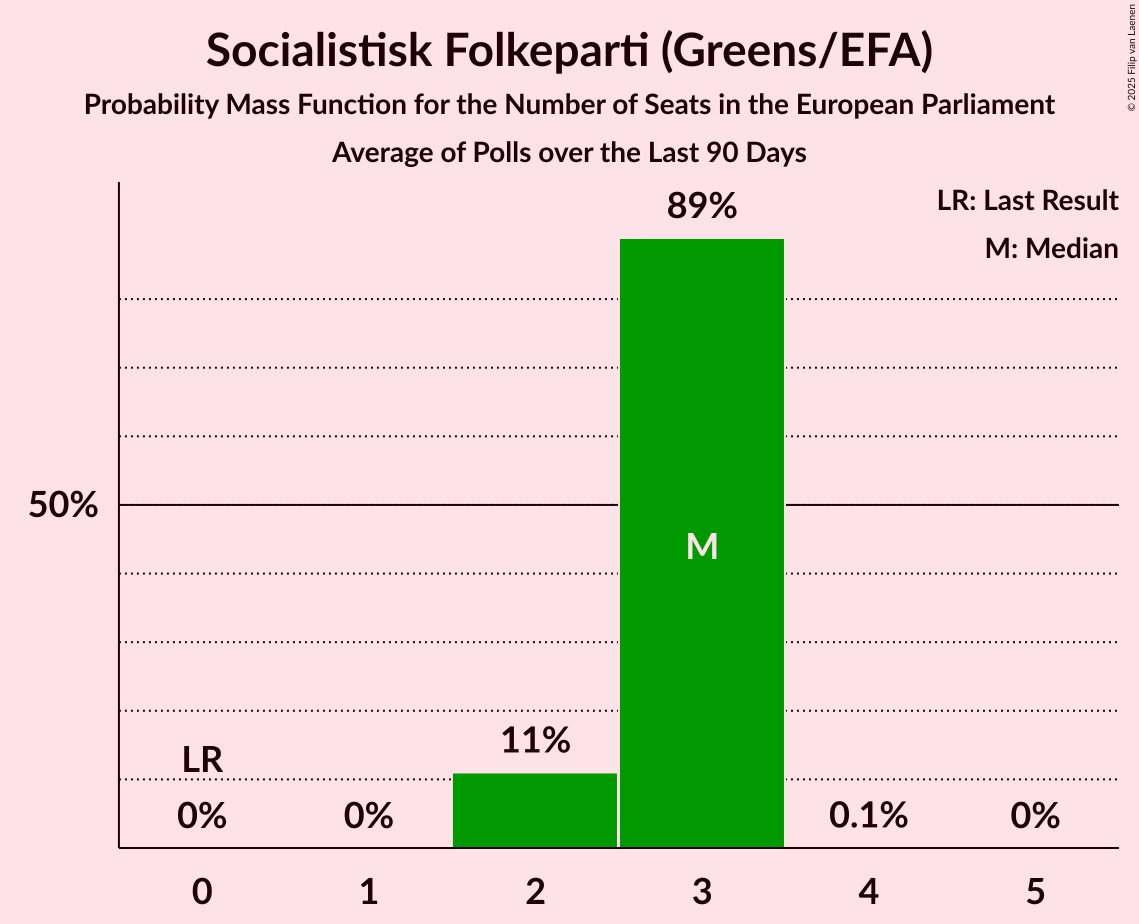 Socialistisk Folkeparti (Greens/EFA)
Probability Mass Function for the Number of Seats in the European Parliament
Average of Polls over the Last 90 Days
© 2025 Filip van Laenen
LR: Last Result
M: Median
89%
50%
M
11%
LR
0%
0%
0.1%
0%
0
1
2
3
4
5